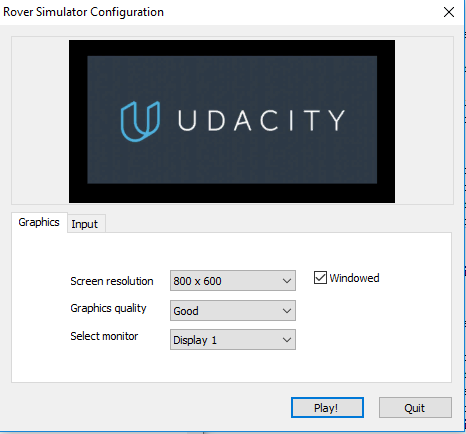 Rover Simulator Configuration
UDACITY
Graphics
Input
Screen resolution
800 x 600
Windowed
Graphics quality
Good
Select monitor
Display 1
Play!
Quit